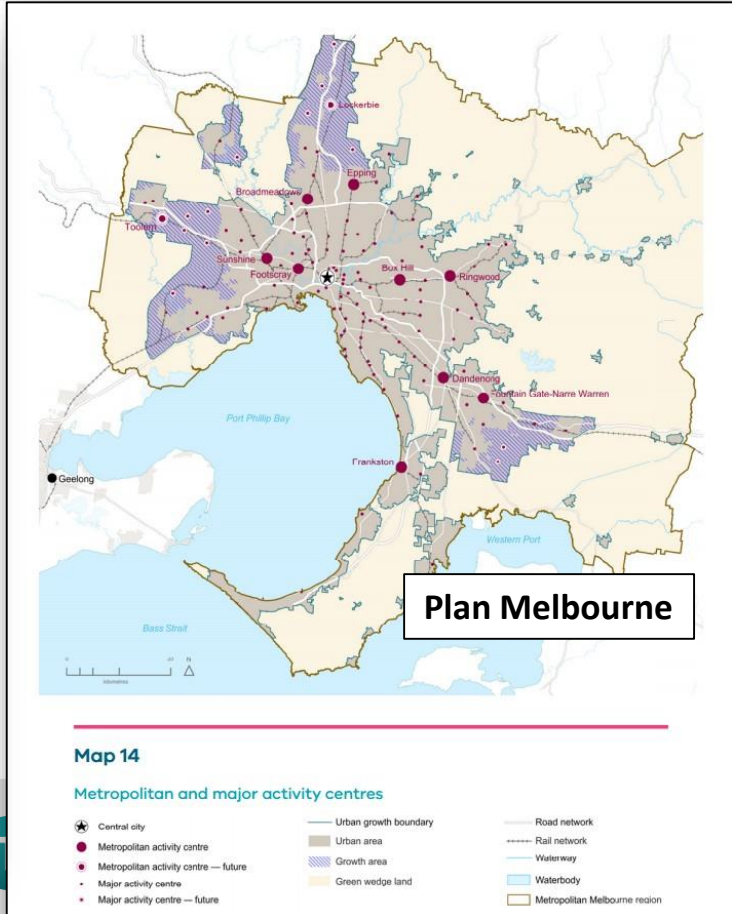 Lockerbie
Epping
Broadmeadows
Toolern
Sunshine
Footscray
Box Hill
Ringwood
Dandenong
Fountain Gate-Narre Warren
Port Phillip Bay
Frankston
Geelong
Western Port
Plan Melbourne
Bass Strait
0 20
kilometres
N
Map 14
Metropolitan and major activity centres
Central city
Metropolitan activity centre
Metropolitan activity centre — future
Major activity centre
Major activity centre — future
Urban growth boundary
Urban area
Growth area
Green wedge land
Road network
Rail network
Waterway
Waterbody
Metropolitan Melbourne region